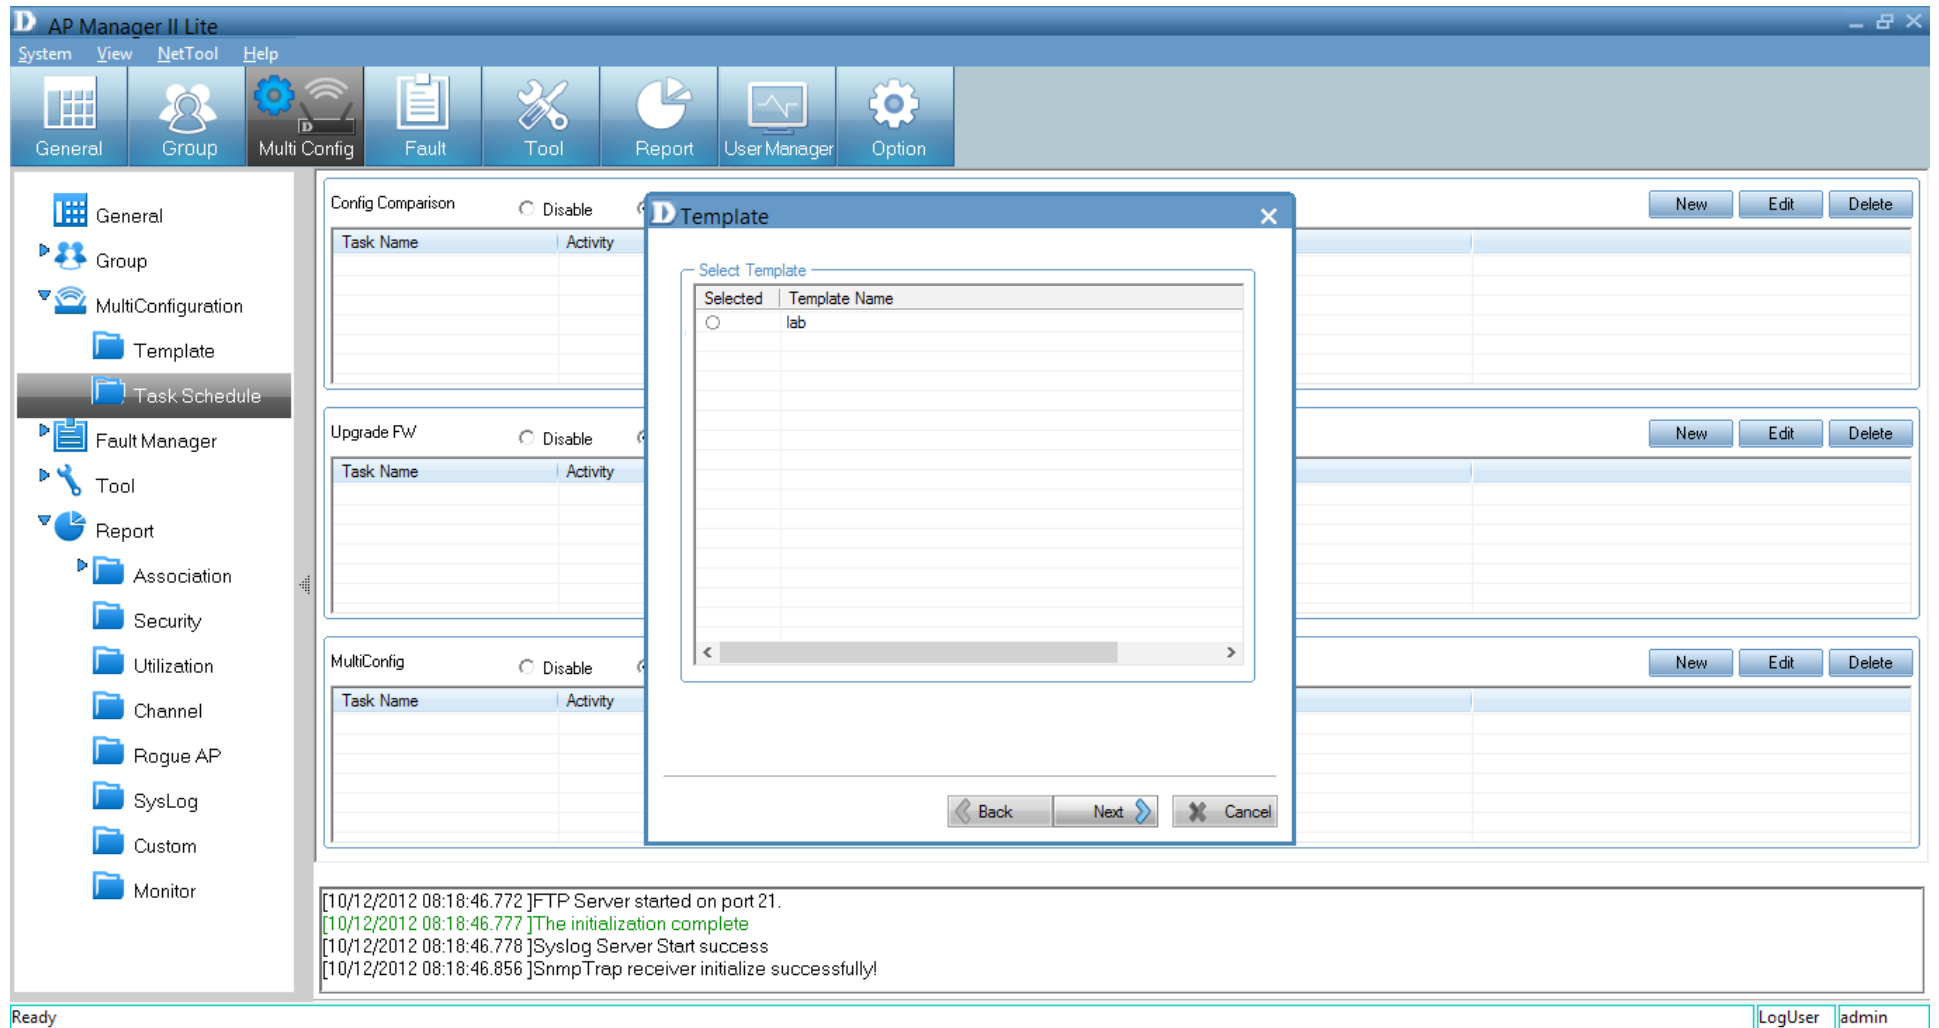 AP Manager II Lite
System View NetTool Help
General Group Multi Config Fault Tool Report User Manager Option
General
Group
MultiConfiguration
Template
Task Schedule
Fault Manager
Tool
Report
Association
Security
Utilization
Channel
Rogue AP
SysLog
Custom
Monitor
Config Comparison Disable New Edit Delete
Task Name Activity
Upgrade FW Disable New Edit Delete
Task Name Activity
MultiConfig Disable New Edit Delete
Task Name Activity
D Template
Select Template
Selected Template Name
lab
Back Next Cancel
[10/12/2012 08:18:46.772 ]FTP Server started on port 21.
[10/12/2012 08:18:46.777 ]The initialization complete
[10/12/2012 08:18:46.778 ]Syslog Server Start success
[10/12/2012 08:18:46.856 ]SnmpTrap receiver initialize successfully!
Ready LogUser admin